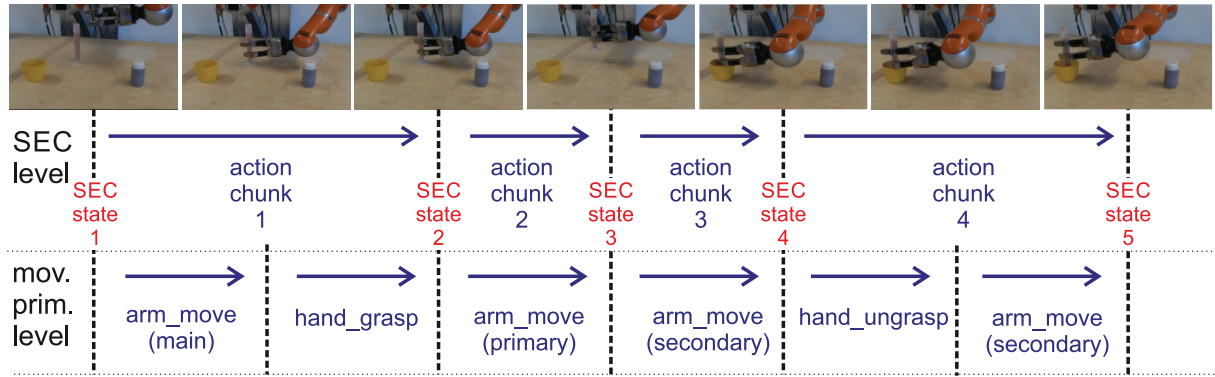 SEC
level
action
chunk
1
action
chunk
2
action
chunk
3
action
chunk
4
SEC
state
1
SEC
state
2
SEC
state
3
SEC
state
4
SEC
state
5
mov.
prim.
level
arm_move
(main)
hand_grasp
arm_move
(primary)
arm_move
(secondary)
hand_ungrasp
arm_move
(secondary)